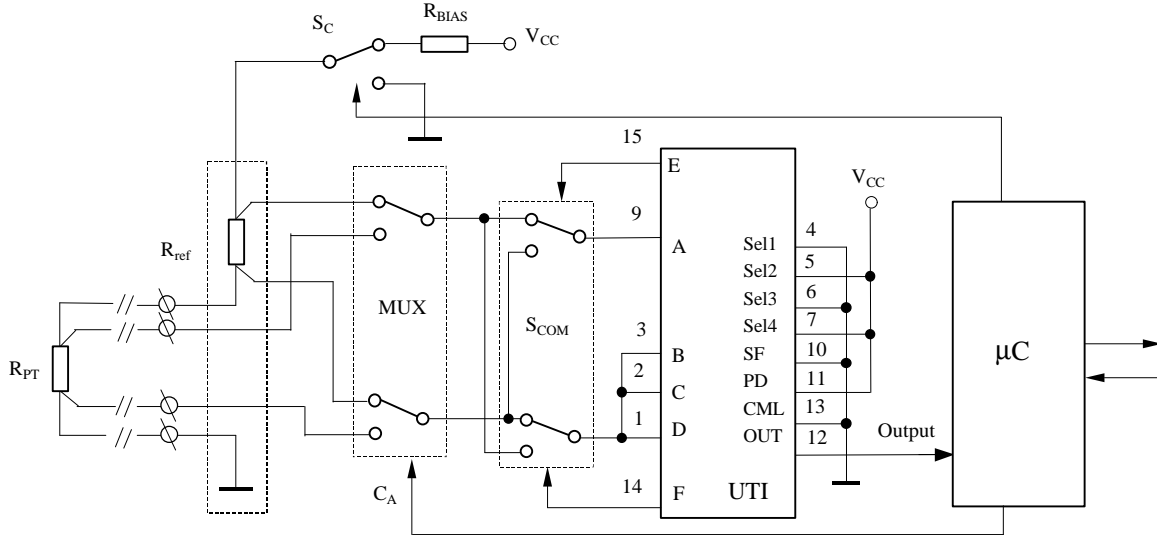 S_C
R_BIAS
V_CC
15
E
V_CC
9
A
4
Sel1
5
Sel2
R_ref
6
Sel3
MUX
S_COM
3
7
Sel4
B
10
SF
μC
R_PT
2
C
11
PD
1
D
13
CML
12
OUT
Output
C_A
14
F
UTI